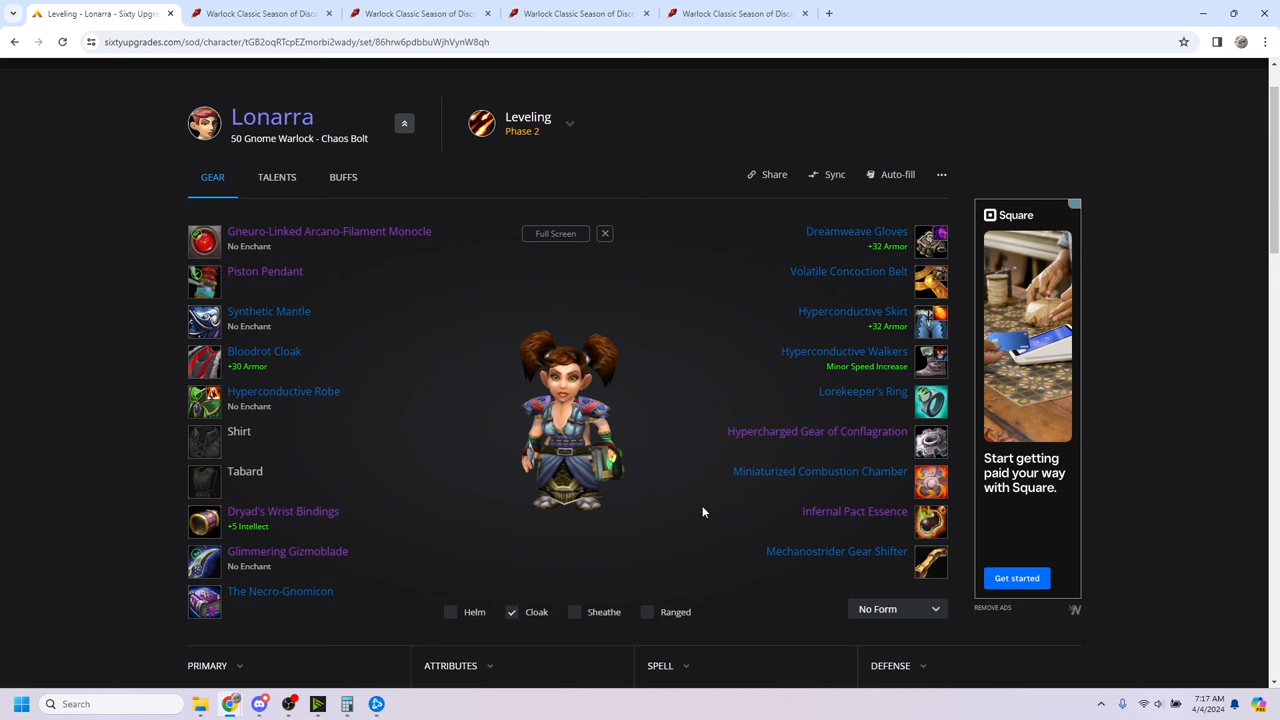 Leveling - Lonarra - Sixty Upgra
Warlock Classic Season of Disco
Warlock Classic Season of Disc
Warlock Classic Season of Disco
Warlock Classic Season of Disco
sixtyupgrades.com/sod/character/tGB2oqRTcpEZmorbi2wady/set/86hrw6pdbbuWjhVynW8qh
Lonarra
50 Gnome Warlock - Chaos Bolt
Leveling
Phase 2
GEAR
TALENTS
BUFFS
Share
Sync
Auto-fill
Gneuro-Linked Arcano-Filament Monocle
No Enchant
Piston Pendant
Synthetic Mantle
No Enchant
Bloodrot Cloak
+30 Armor
Hyperconductive Robe
No Enchant
Shirt
Tabard
Dryad's Wrist Bindings
+5 Intellect
Glimmering Gizmoblade
No Enchant
The Necro-Gnomicon
Full Screen
Dreamweave Gloves
+32 Armor
Volatile Concoction Belt
Hyperconductive Skirt
+32 Armor
Hyperconductive Walkers
Minor Speed Increase
Lorekeeper's Ring
Hypercharged Gear of Conflagration
Miniaturized Combustion Chamber
Infernal Pact Essence
Mechanostrider Gear Shifter
Helm
Cloak
Sheathe
Ranged
No Form
Square
Start getting
paid your way
with Square.
Get started
REMOVE ADS
PRIMARY
ATTRIBUTES
SPELL
DEFENSE
Search
7:17 AM
4/4/2024